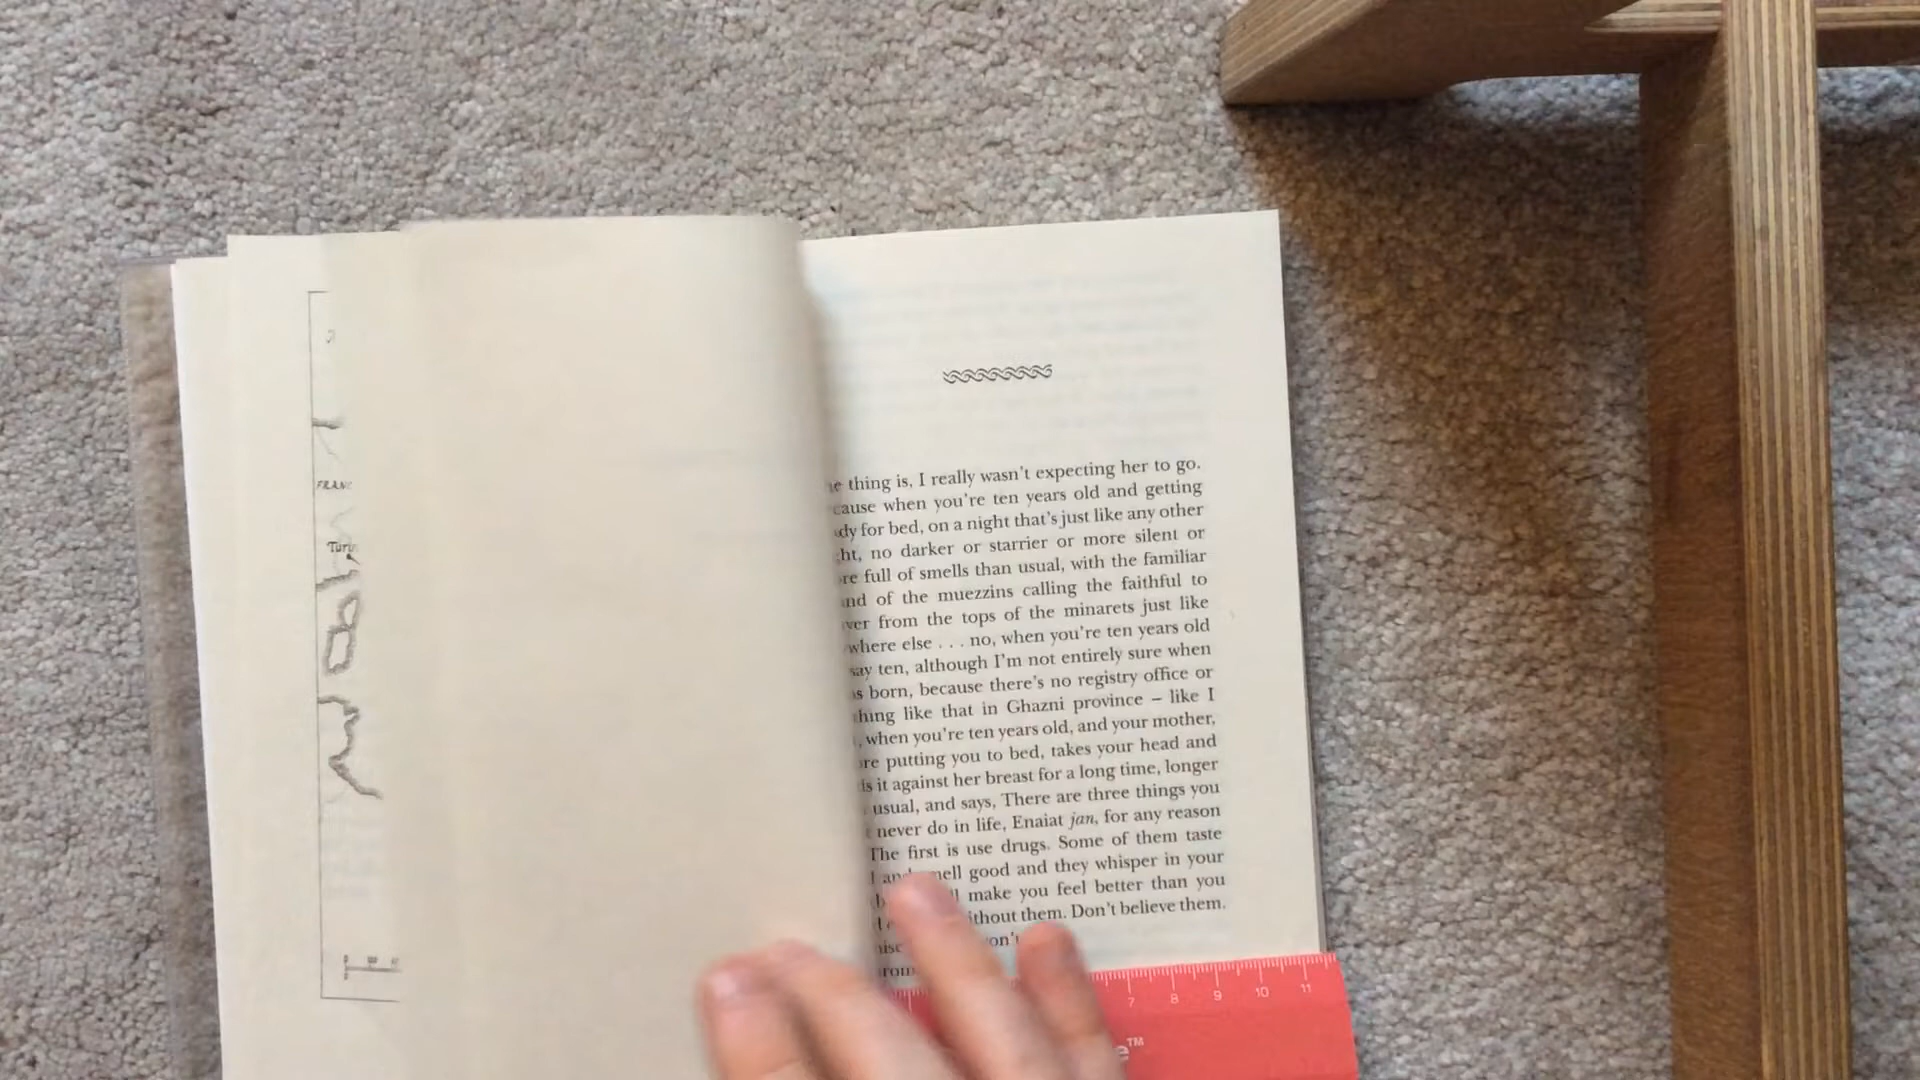 FRANC
Turin
thing is, I really wasn't expecting her to go.
cause when you're ten years old and getting
dy for bed, on a night that's just like any other
ht, no darker or starrier or more silent or
re full of smells than usual, with the familiar
nd of the muezzins calling the faithful to
ver from the tops of the minarets just like
where else . . . no, when you're ten years old
say ten, although I'm not entirely sure when
s born, because there's no registry office or
thing like that in Ghazni province – like I
, when you're ten years old, and your mother,
re putting you to bed, takes your head and
ds it against her breast for a long time, longer
usual, and says, There are three things you
never do in life, Enaiat jan, for any reason
The first is use drugs. Some of them taste
good and they whisper in your
make you feel better than you
ithout them. Don't believe them.
7 8 9 10 11
e™